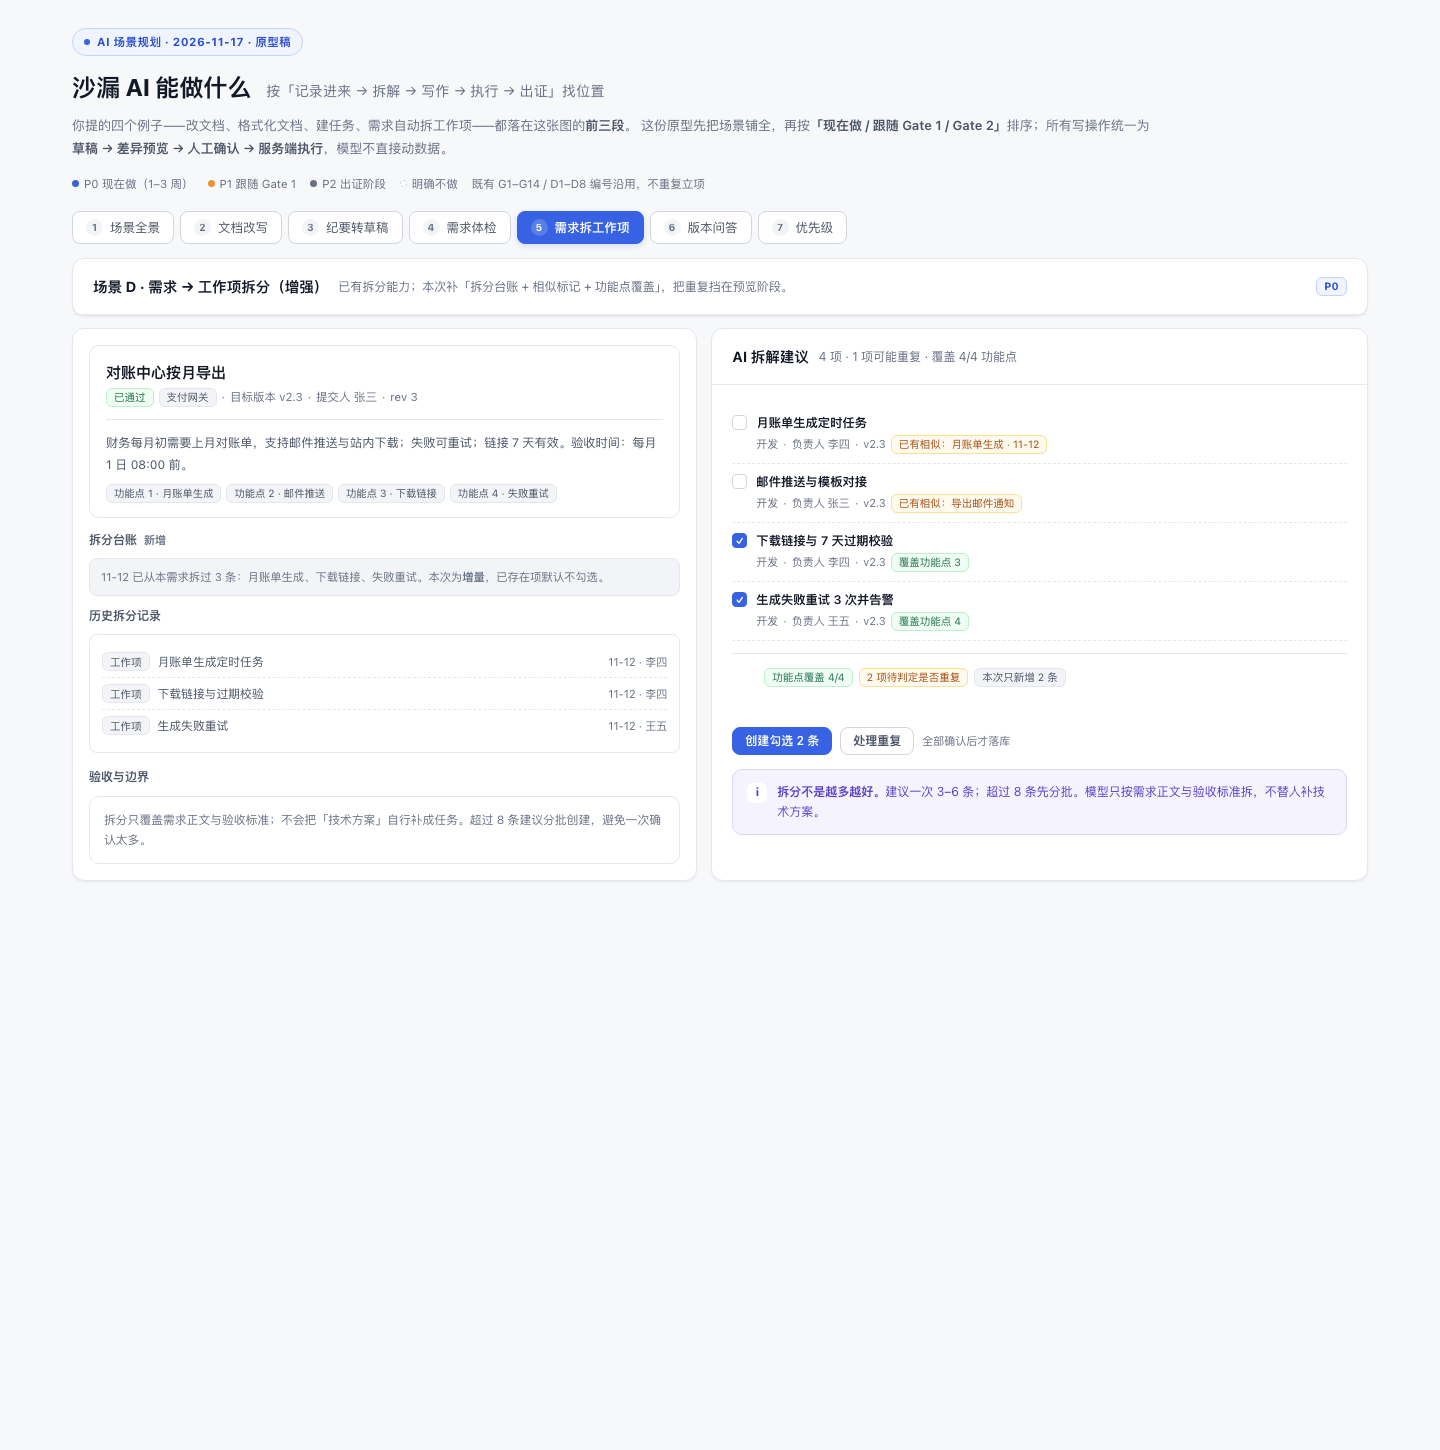 AI 场景规划 · 2026-11-17 · 原型稿
沙漏 AI 能做什么 按「记录进来 → 拆解 → 写作 → 执行 → 出证」找位置
你提的四个例子——改文档、格式化文档、建任务、需求自动拆工作项——都落在这张图的前三段。 这份原型先把场景铺全，再按「现在做 / 跟随 Gate 1 / Gate 2」排序；所有写操作统一为
草稿 → 差异预览 → 人工确认 → 服务端执行，模型不直接动数据。
P0 现在做（1–3 周） P1 跟随 Gate 1 P2 出证阶段 明确不做 既有 G1–G14 / D1–D8 编号沿用，不重复立项
1 场景全景 2 文档改写 3 纪要转草稿 4 需求体检 5 需求拆工作项 6 版本问答 7 优先级
场景 D · 需求 → 工作项拆分（增强） 已有拆分能力；本次补「拆分台账 + 相似标记 + 功能点覆盖」，把重复挡在预览阶段。 P0
对账中心按月导出
已通过 支付网关 · 目标版本 v2.3 · 提交人 张三 · rev 3
财务每月初需要上月对账单，支持邮件推送与站内下载；失败可重试；链接 7 天有效。验收时间：每月
1 日 08:00 前。
功能点 1 · 月账单生成 功能点 2 · 邮件推送 功能点 3 · 下载链接 功能点 4 · 失败重试
拆分台账 新增
11-12 已从本需求拆过 3 条：月账单生成、下载链接、失败重试。本次为增量，已存在项默认不勾选。
历史拆分记录
工作项 月账单生成定时任务 11-12 · 李四
工作项 下载链接与过期校验 11-12 · 李四
工作项 生成失败重试 11-12 · 王五
验收与边界
拆分只覆盖需求正文与验收标准；不会把「技术方案」自行补成任务。超过 8 条建议分批创建，避免一次确
认太多。
AI 拆解建议 4 项 · 1 项可能重复 · 覆盖 4/4 功能点
月账单生成定时任务
开发 · 负责人 李四 · v2.3 已有相似：月账单生成 · 11-12
邮件推送与模板对接
开发 · 负责人 张三 · v2.3 已有相似：导出邮件通知
下载链接与 7 天过期校验
开发 · 负责人 李四 · v2.3 覆盖功能点 3
生成失败重试 3 次并告警
开发 · 负责人 王五 · v2.3 覆盖功能点 4
功能点覆盖 4/4 2 项待判定是否重复 本次只新增 2 条
创建勾选 2 条 处理重复 全部确认后才落库
i 拆分不是越多越好。建议一次 3–6 条；超过 8 条先分批。模型只按需求正文与验收标准拆，不替人补技
术方案。